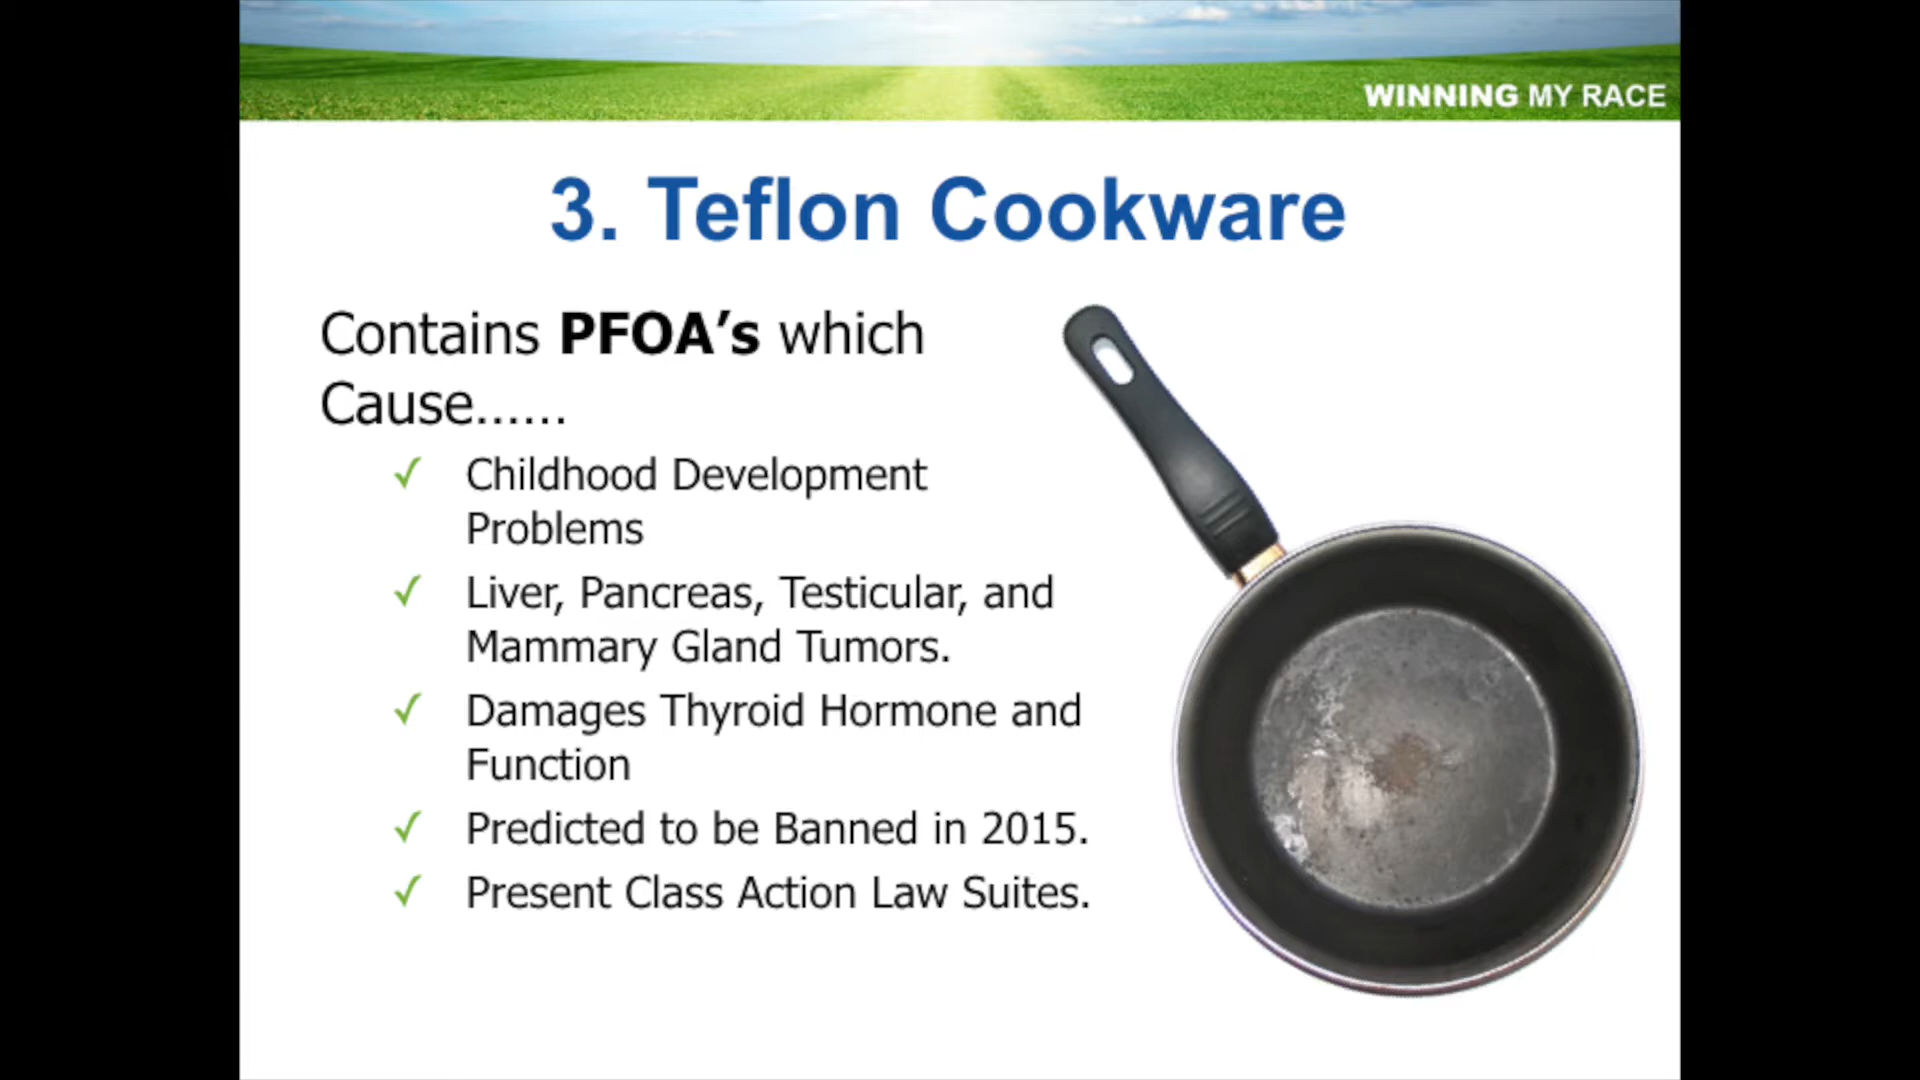 WINNING MY RACE
3. Teflon Cookware
Contains PFOA’s which
Cause......
✓ Childhood Development
Problems
✓ Liver, Pancreas, Testicular, and
Mammary Gland Tumors.
✓ Damages Thyroid Hormone and
Function
✓ Predicted to be Banned in 2015.
✓ Present Class Action Law Suites.